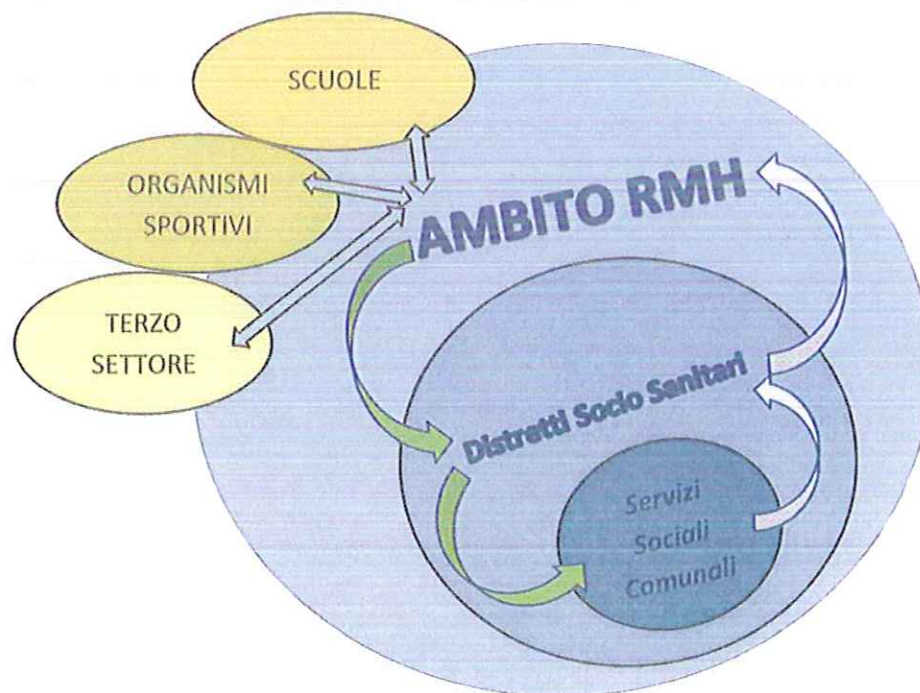 SCUOLE
ORGANISMI
SPORTIVI
TERZO
SETTORE
AMBITO RMH
Distretti Socio Sanitari
Servizi
Sociali
Comunali